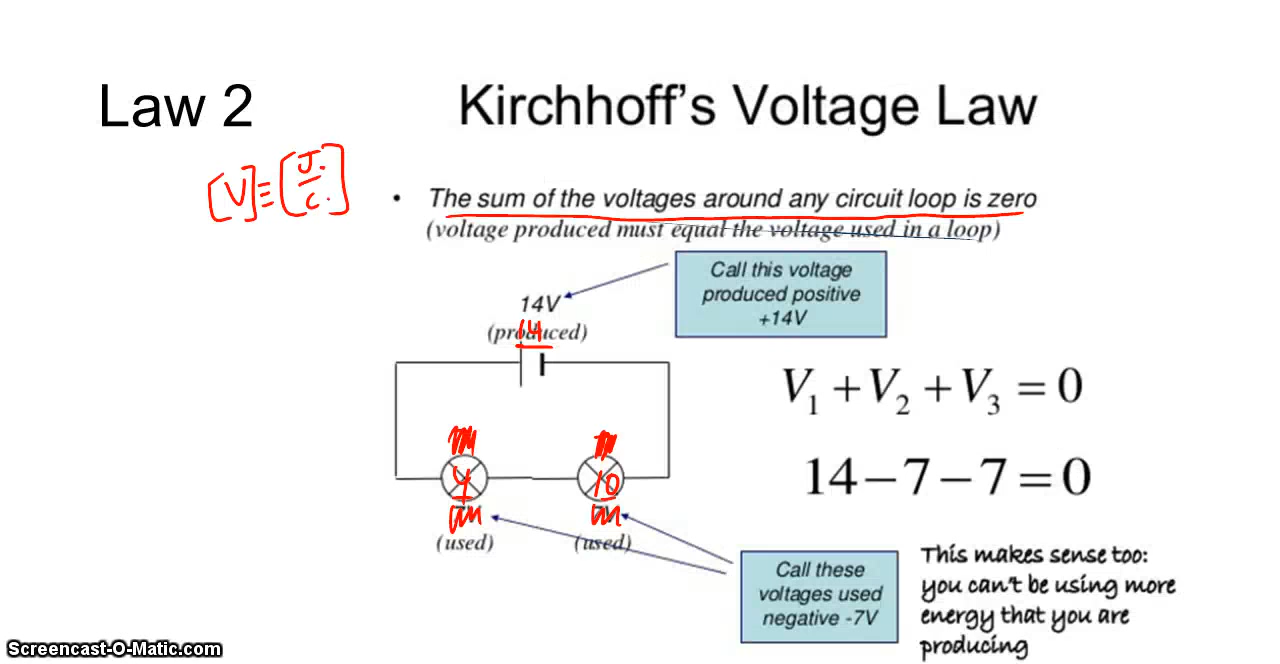 Law 2
Kirchhoff's Voltage Law
[V]≡[J/C]
• The sum of the voltages around any circuit loop is zero
(voltage produced must equal the voltage used in a loop)
Call this voltage
produced positive
+14V
14V
(produced)
14
V₁ + V₂ + V₃ = 0
14 − 7 − 7 = 0
4
10
(used)
(used)
Call these
voltages used
negative -7V
This makes sense too:
you can't be using more
energy that you are
producing
Screencast-O-Matic.com